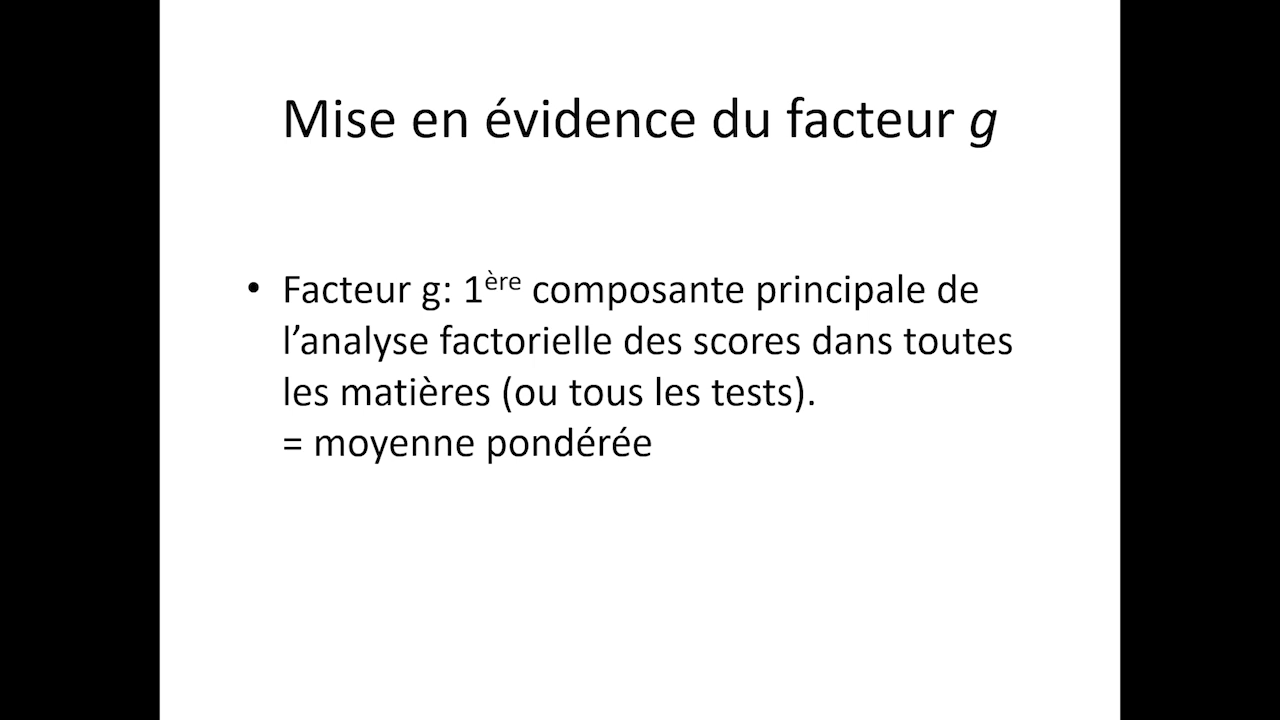 Mise en évidence du facteur g
• Facteur g: 1ère composante principale de
l’analyse factorielle des scores dans toutes
les matières (ou tous les tests).
= moyenne pondérée